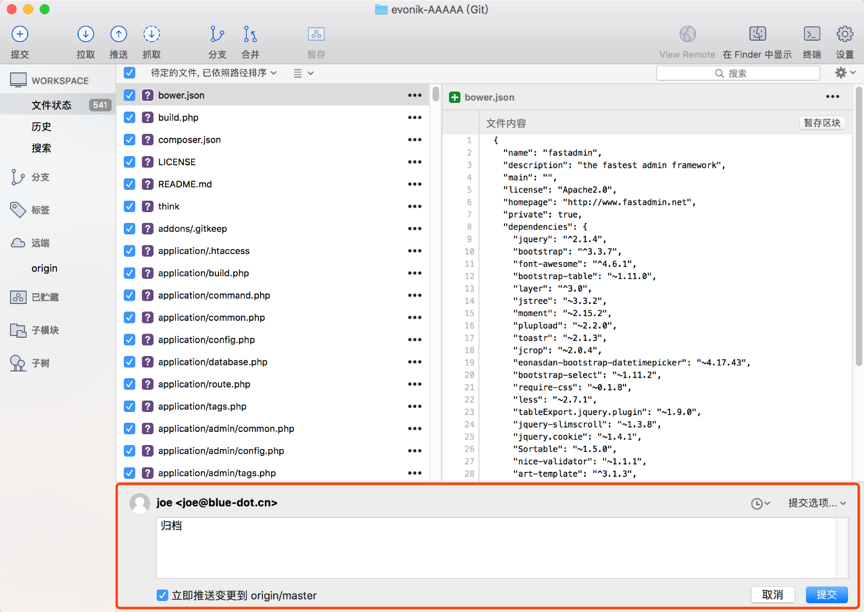 evonik-AAAAA (Git)
提交
拉取
推送
抓取
分支
合并
暂存
View Remote
在 Finder 中显示
终端
设置
WORKSPACE
文件状态 541
历史
搜索
分支
标签
远端
origin
已贮藏
子模块
子树
待定的文件, 已依照路径排序
搜索
? bower.json •••
? build.php •••
? composer.json •••
? LICENSE •••
? README.md •••
? think •••
? addons/.gitkeep •••
? application/.htaccess •••
? application/build.php •••
? application/command.php •••
? application/common.php •••
? application/config.php •••
? application/database.php •••
? application/route.php •••
? application/tags.php •••
? application/admin/common.php •••
? application/admin/config.php •••
? application/admin/tags.php •••
bower.json •••
文件内容 暂存区块
1 {
2 "name": "fastadmin",
3 "description": "the fastest admin framework",
4 "main": "",
5 "license": "Apache2.0",
6 "homepage": "http://www.fastadmin.net",
7 "private": true,
8 "dependencies": {
9 "jquery": "^2.1.4",
10 "bootstrap": "^3.3.7",
11 "font-awesome": "^4.6.1",
12 "bootstrap-table": "~1.11.0",
13 "layer": "^3.0",
14 "jstree": "~3.3.2",
15 "moment": "~2.15.2",
16 "plupload": "~2.2.0",
17 "toastr": "~2.1.3",
18 "jcrop": "~2.0.4",
19 "eonasdan-bootstrap-datetimepicker": "~4.17.43",
20 "bootstrap-select": "~1.11.2",
21 "require-css": "~0.1.8",
22 "less": "~2.7.1",
23 "tableExport.jquery.plugin": "~1.9.0",
24 "jquery-slimscroll": "~1.3.8",
25 "jquery.cookie": "~1.4.1",
26 "Sortable": "~1.5.0",
27 "nice-validator": "~1.1.1",
28 "art-template": "^3.1.3",
joe <joe@blue-dot.cn>
提交选项...
归档
立即推送变更到 origin/master
取消
提交